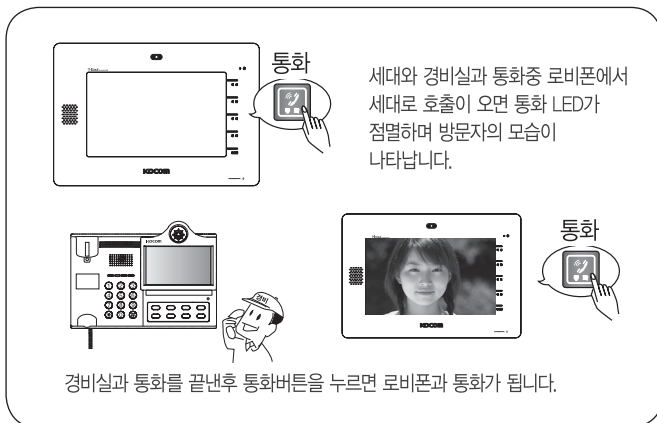 통화
세대와 경비실과 통화중 로비폰에서
세대로 호출이 오면 통화 LED가
점멸하며 방문자의 모습이
나타납니다.
KOCOM
KOCOM
경비
통화
KOCOM
경비실과 통화를 끝낸후 통화버튼을 누르면 로비폰과 통화가 됩니다.